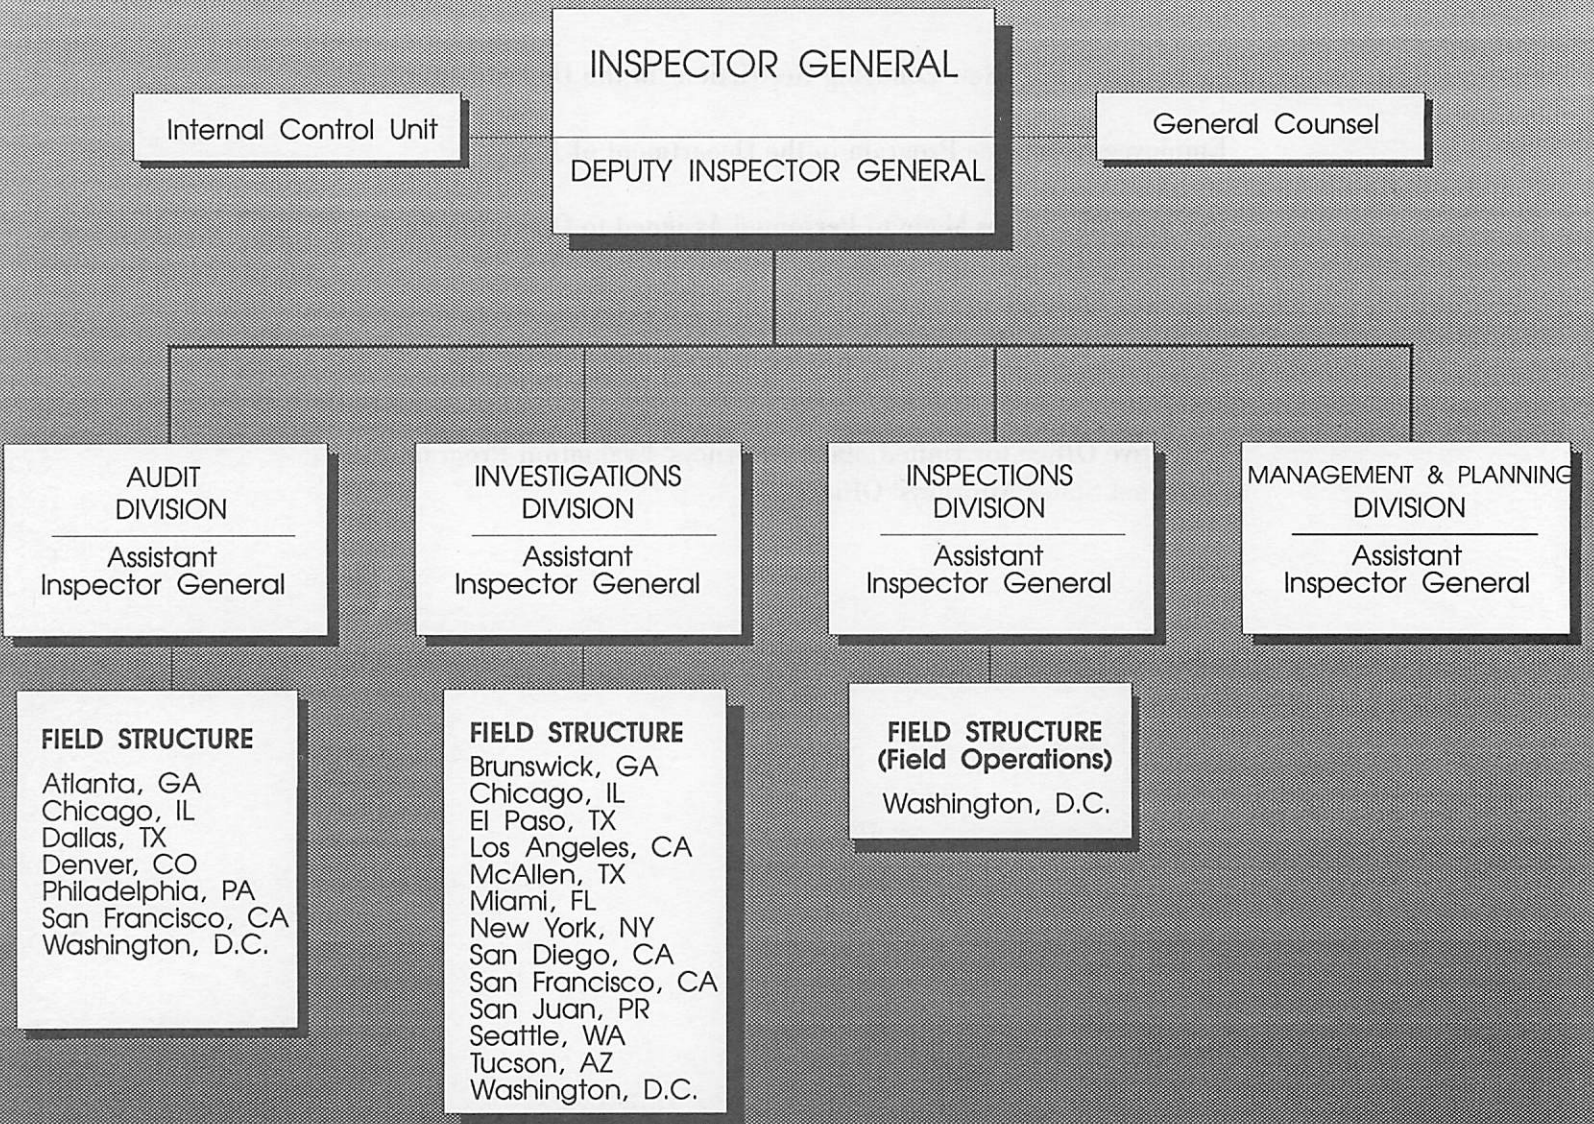 INSPECTOR GENERAL
DEPUTY INSPECTOR GENERAL
Internal Control Unit
General Counsel
AUDIT
DIVISION
Assistant
Inspector General
INVESTIGATIONS
DIVISION
Assistant
Inspector General
INSPECTIONS
DIVISION
Assistant
Inspector General
MANAGEMENT & PLANNING
DIVISION
Assistant
Inspector General
FIELD STRUCTURE
Atlanta, GA
Chicago, IL
Dallas, TX
Denver, CO
Philadelphia, PA
San Francisco, CA
Washington, D.C.
FIELD STRUCTURE
Brunswick, GA
Chicago, IL
El Paso, TX
Los Angeles, CA
McAllen, TX
Miami, FL
New York, NY
San Diego, CA
San Francisco, CA
San Juan, PR
Seattle, WA
Tucson, AZ
Washington, D.C.
FIELD STRUCTURE
(Field Operations)
Washington, D.C.